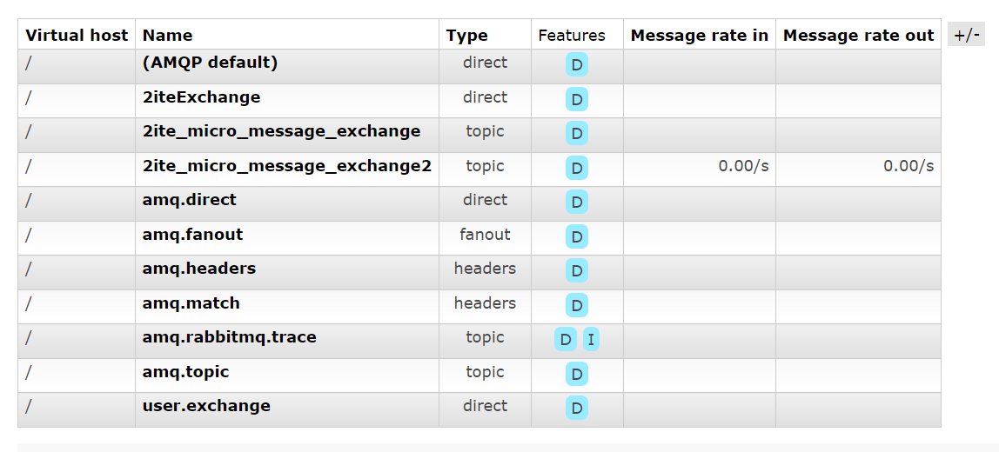 Virtual host Name Type Features Message rate in Message rate out +/-
/ (AMQP default) direct D
/ 2iteExchange direct D
/ 2ite_micro_message_exchange topic D
/ 2ite_micro_message_exchange2 topic D 0.00/s 0.00/s
/ amq.direct direct D
/ amq.fanout fanout D
/ amq.headers headers D
/ amq.match headers D
/ amq.rabbitmq.trace topic D I
/ amq.topic topic D
/ user.exchange direct D